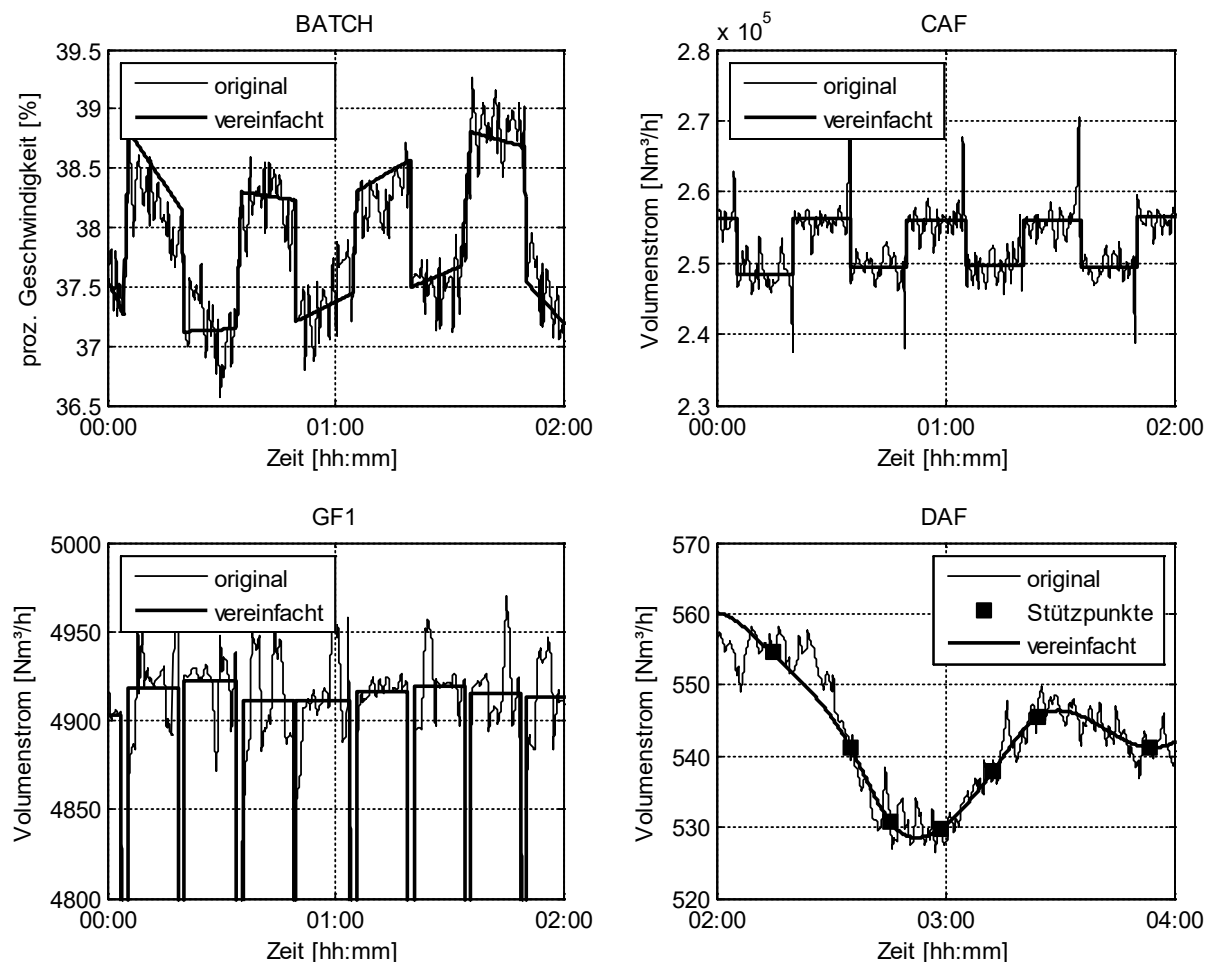 BATCH
39.5
39
38.5
38
37.5
37
36.5
00:00
01:00
02:00
proz. Geschwindigkeit [%]
Zeit [hh:mm]
original
vereinfacht
CAF
x 10⁵
2.8
2.7
2.6
2.5
2.4
2.3
00:00
01:00
02:00
Volumenstrom [Nm³/h]
Zeit [hh:mm]
original
vereinfacht
GF1
5000
4950
4900
4850
4800
00:00
01:00
02:00
Volumenstrom [Nm³/h]
Zeit [hh:mm]
original
vereinfacht
DAF
570
560
550
540
530
520
02:00
03:00
04:00
Volumenstrom [Nm³/h]
Zeit [hh:mm]
original
Stützpunkte
vereinfacht